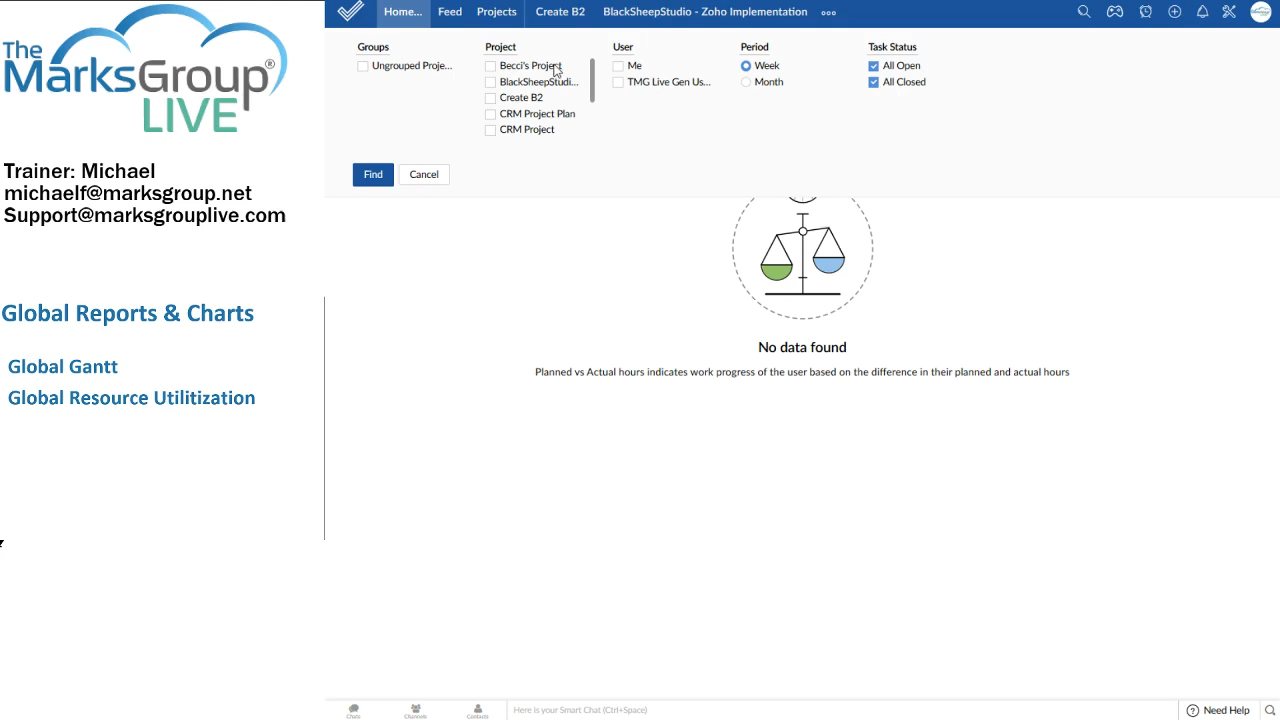 The
MarksGroup®
LIVE
Trainer: Michael
michaelf@marksgroup.net
Support@marksgrouplive.com
Global Reports & Charts
Global Gantt
Global Resource Utilitization
Home... Feed Projects Create B2 BlackSheepStudio - Zoho Implementation
Groups Project User Period Task Status
Ungrouped Proje... Becci's Project Me Week All Open
BlackSheepStudi... TMG Live Gen Us... Month All Closed
Create B2
CRM Project Plan
CRM Project
Find Cancel
No data found
Planned vs Actual hours indicates work progress of the user based on the difference in their planned and actual hours
Chats Channels Contacts Here is your Smart Chat (Ctrl+Space) Need Help